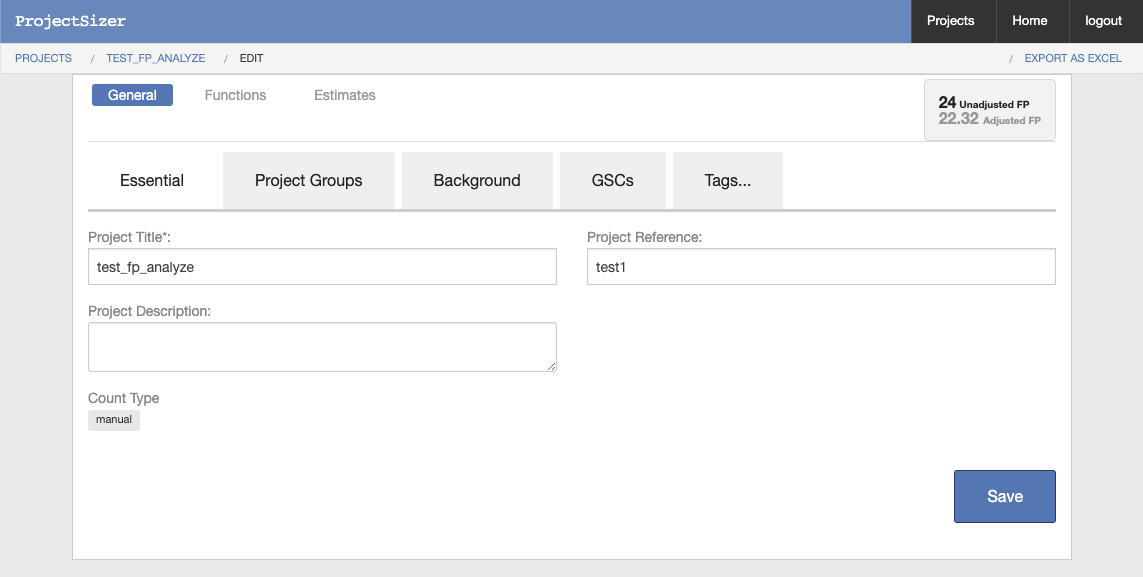 ProjectSizer Projects Home logout
PROJECTS / TEST_FP_ANALYZE / EDIT / EXPORT AS EXCEL
General Functions Estimates
24 Unadjusted FP
22.32 Adjusted FP
Essential Project Groups Background GSCs Tags...
Project Title*: Project Reference:
test_fp_analyze test1
Project Description:
Count Type
manual
Save